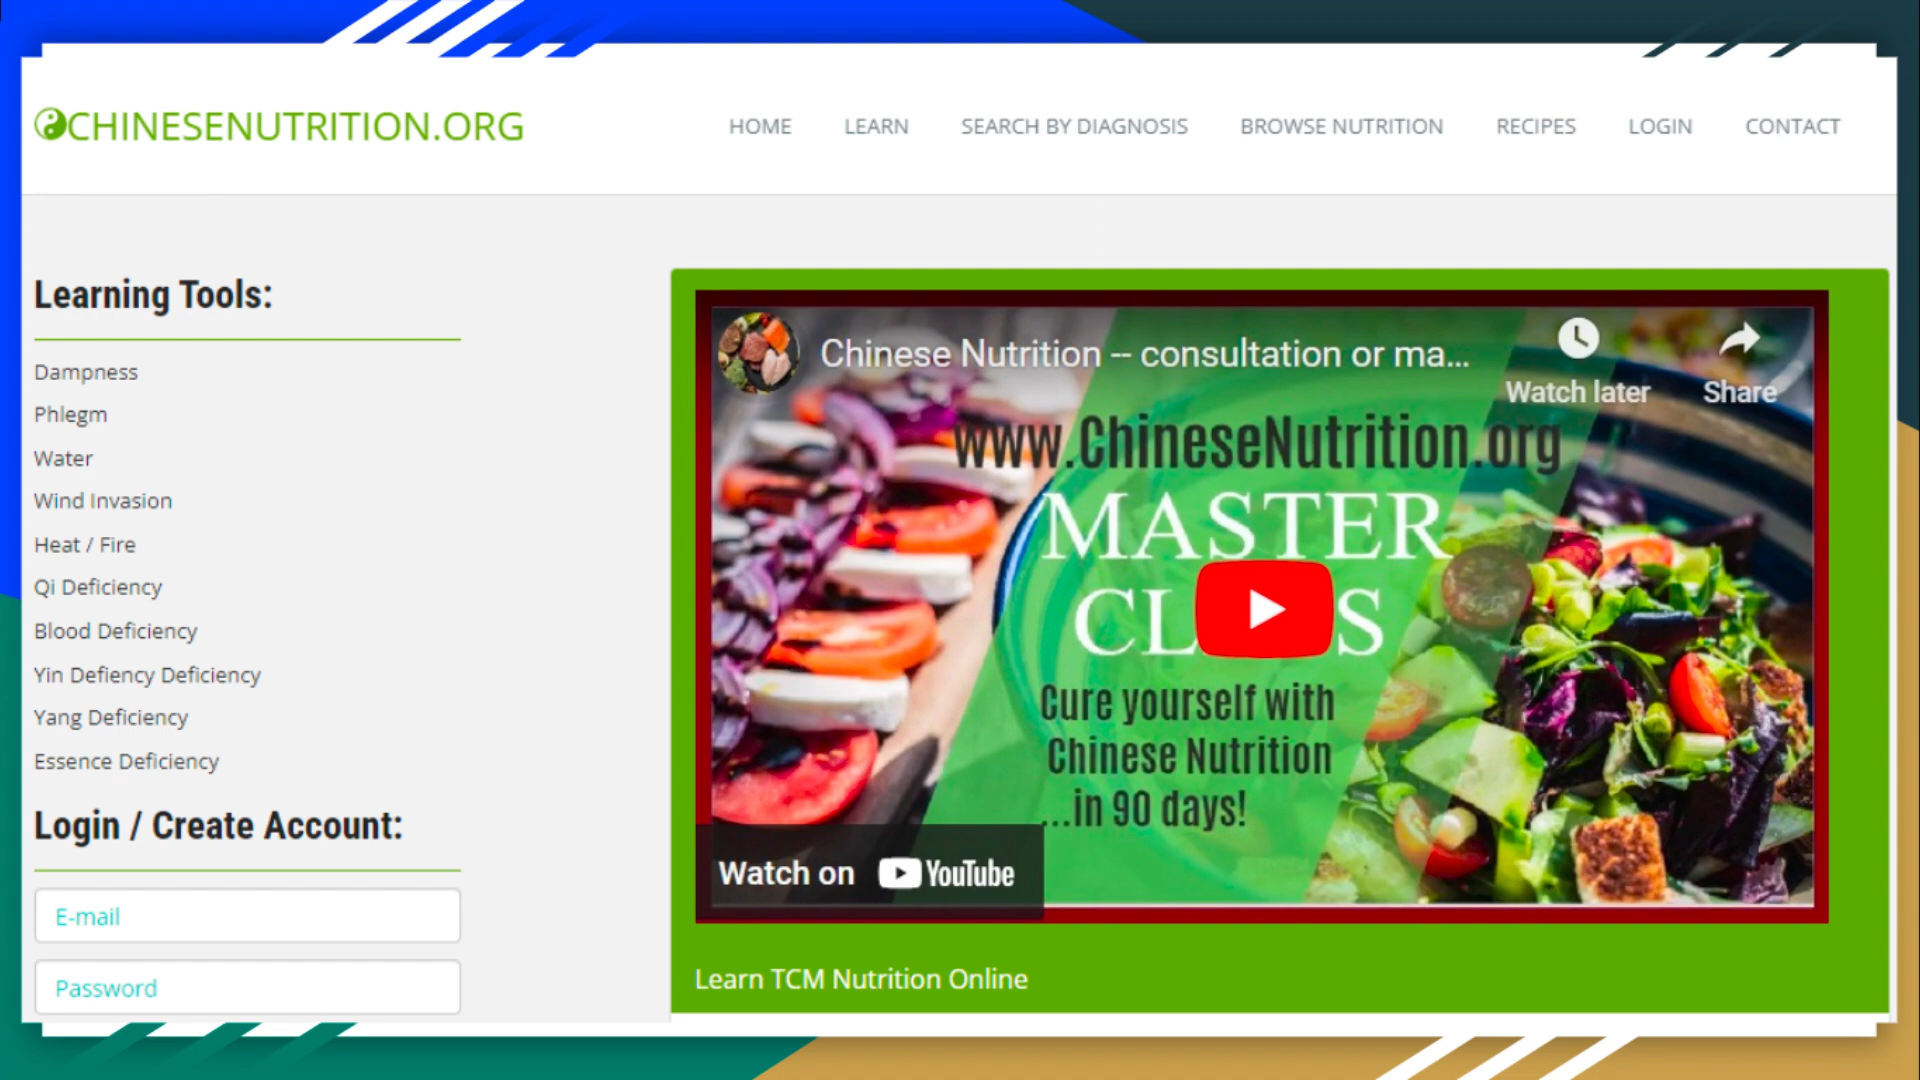 CHINESENUTRITION.ORG
HOME LEARN SEARCH BY DIAGNOSIS BROWSE NUTRITION RECIPES LOGIN CONTACT
Learning Tools:
Dampness
Phlegm
Water
Wind Invasion
Heat / Fire
Qi Deficiency
Blood Deficiency
Yin Defiency Deficiency
Yang Deficiency
Essence Deficiency
Login / Create Account:
E-mail
Password
Chinese Nutrition -- consultation or ma...
Watch later Share
www.ChineseNutrition.org
MASTER
CL S
Cure yourself with
Chinese Nutrition
...in 90 days!
Watch on YouTube
Learn TCM Nutrition Online